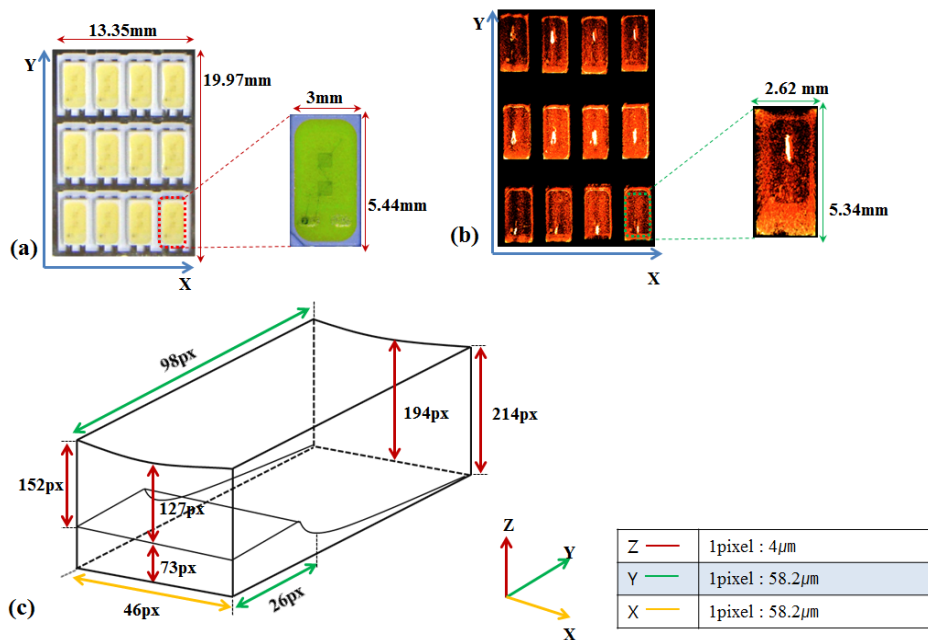 13.35mm
Y
19.97mm
3mm
5.44mm
(a)
X
Y
2.62 mm
5.34mm
(b)
X
98px
194px
214px
152px
127px
73px
46px
26px
(c)
Z
Y
X
Z 1pixel : 4㎛
Y 1pixel : 58.2㎛
X 1pixel : 58.2㎛